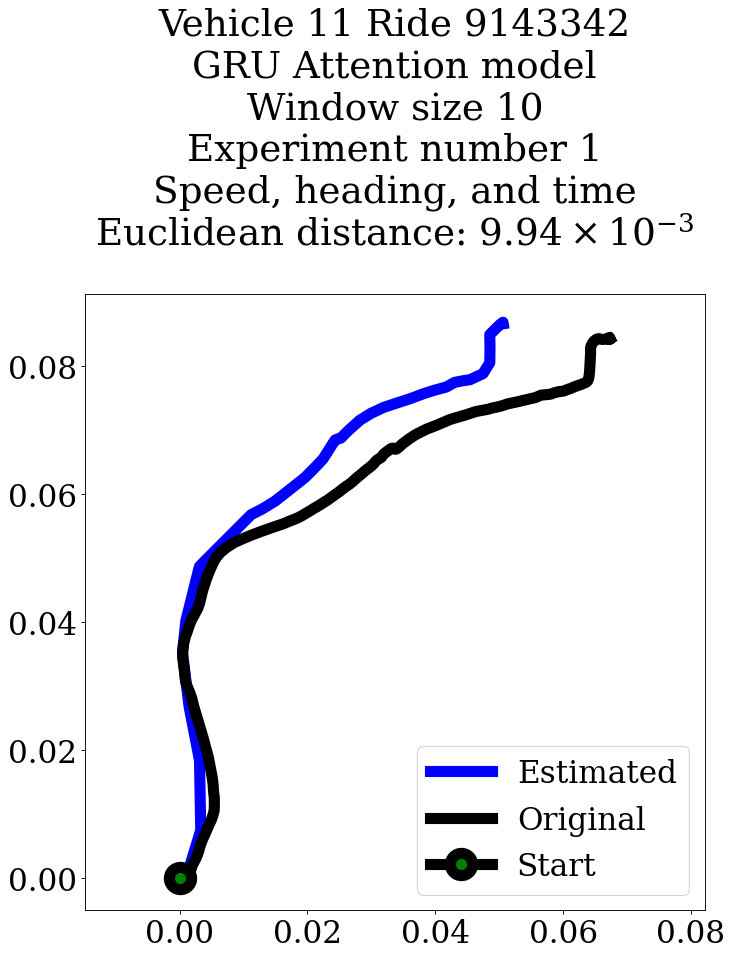 Vehicle 11 Ride 9143342
GRU Attention model
Window size 10
Experiment number 1
Speed, heading, and time
Euclidean distance: 9.94 × 10⁻³
0.08
0.06
0.04
0.02
0.00
Estimated
Original
Start
0.00 0.02 0.04 0.06 0.08